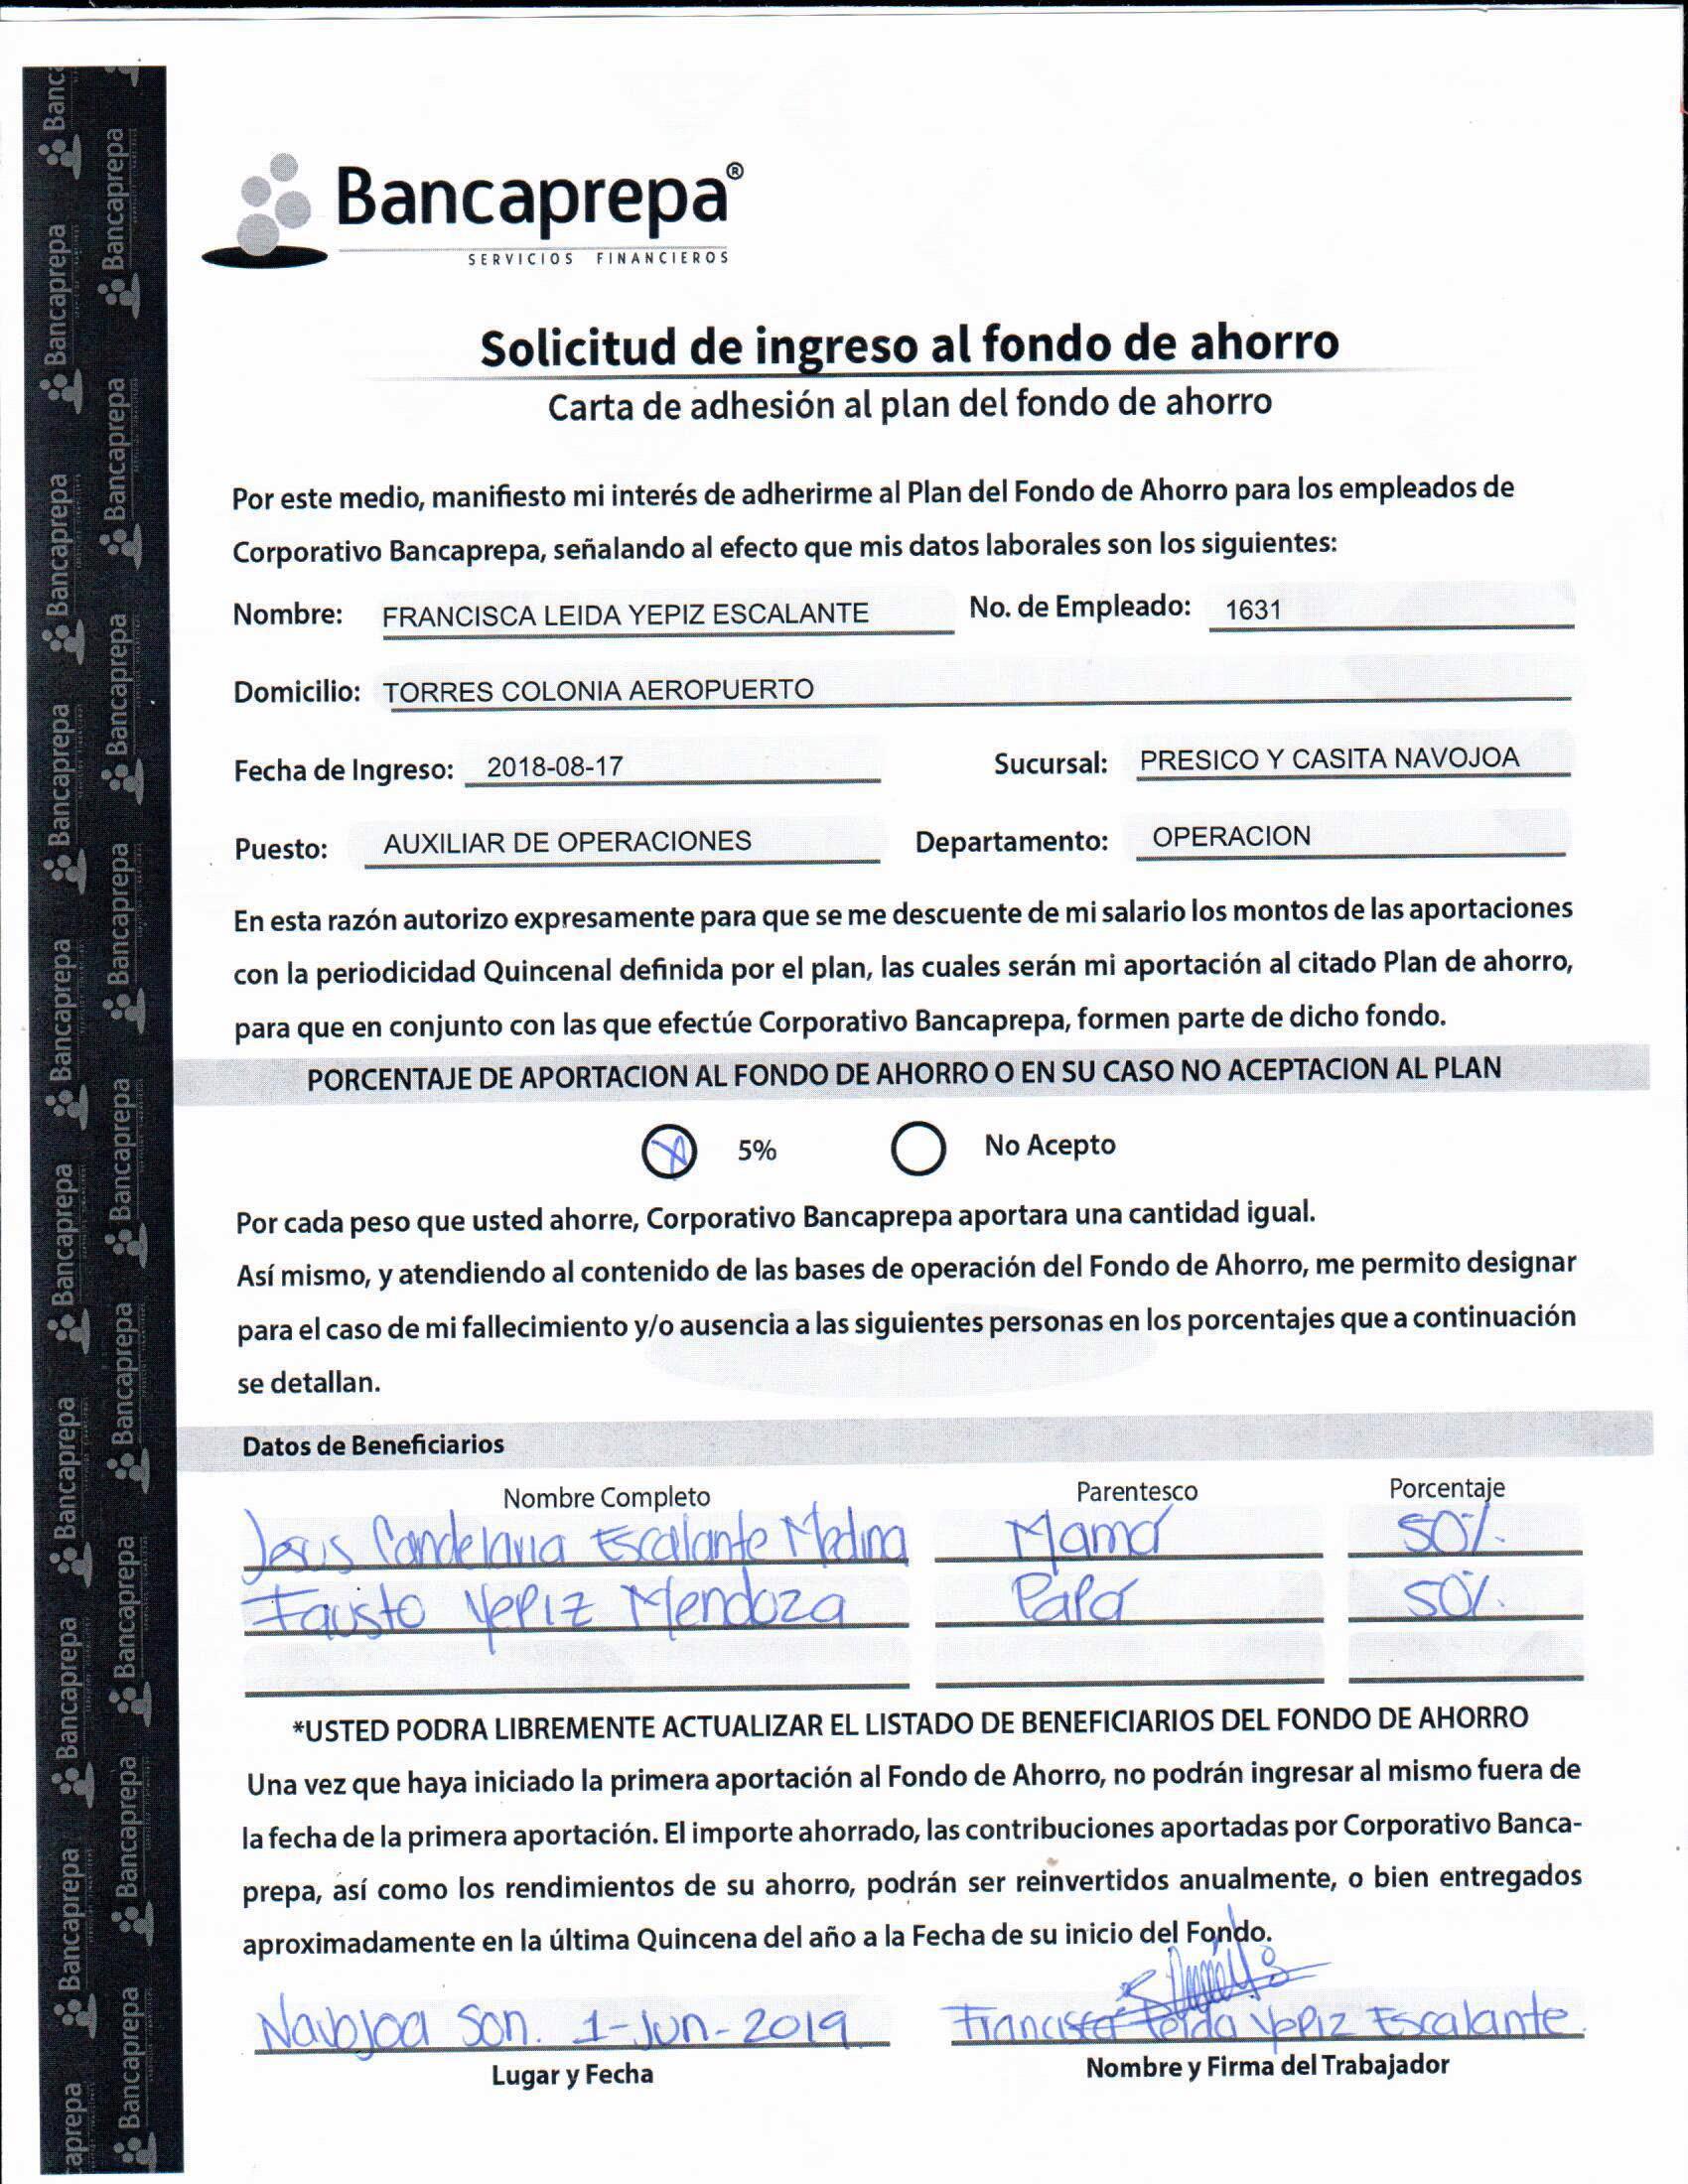 Bancaprepa®
SERVICIOS FINANCIEROS
Solicitud de ingreso al fondo de ahorro
Carta de adhesión al plan del fondo de ahorro
Por este medio, manifiesto mi interés de adherirme al Plan del Fondo de Ahorro para los empleados de
Corporativo Bancaprepa, señalando al efecto que mis datos laborales son los siguientes:
Nombre: FRANCISCA LEIDA YEPIZ ESCALANTE No. de Empleado: 1631
Domicilio: TORRES COLONIA AEROPUERTO
Fecha de Ingreso: 2018-08-17 Sucursal: PRESICO Y CASITA NAVOJOA
Puesto: AUXILIAR DE OPERACIONES Departamento: OPERACION
En esta razón autorizo expresamente para que se me descuente de mi salario los montos de las aportaciones
con la periodicidad Quincenal definida por el plan, las cuales serán mi aportación al citado Plan de ahorro,
para que en conjunto con las que efectúe Corporativo Bancaprepa, formen parte de dicho fondo.
PORCENTAJE DE APORTACION AL FONDO DE AHORRO O EN SU CASO NO ACEPTACION AL PLAN
X 5% No Acepto
Por cada peso que usted ahorre, Corporativo Bancaprepa aportara una cantidad igual.
Así mismo, y atendiendo al contenido de las bases de operación del Fondo de Ahorro, me permito designar
para el caso de mi fallecimiento y/o ausencia a las siguientes personas en los porcentajes que a continuación
se detallan.
Datos de Beneficiarios
Nombre Completo Parentesco Porcentaje
Jesus Candelaria Escalante Medina Mamá 50%
Fausto Yepiz Mendoza Papá 50%
*USTED PODRA LIBREMENTE ACTUALIZAR EL LISTADO DE BENEFICIARIOS DEL FONDO DE AHORRO
Una vez que haya iniciado la primera aportación al Fondo de Ahorro, no podrán ingresar al mismo fuera de
la fecha de la primera aportación. El importe ahorrado, las contribuciones aportadas por Corporativo Banca-
prepa, así como los rendimientos de su ahorro, podrán ser reinvertidos anualmente, o bien entregados
aproximadamente en la última Quincena del año a la Fecha de su inicio del Fondo.
Navojoa Son. 1-Jun-2019 Francisca Leida Yepiz Escalante.
Lugar y Fecha Nombre y Firma del Trabajador